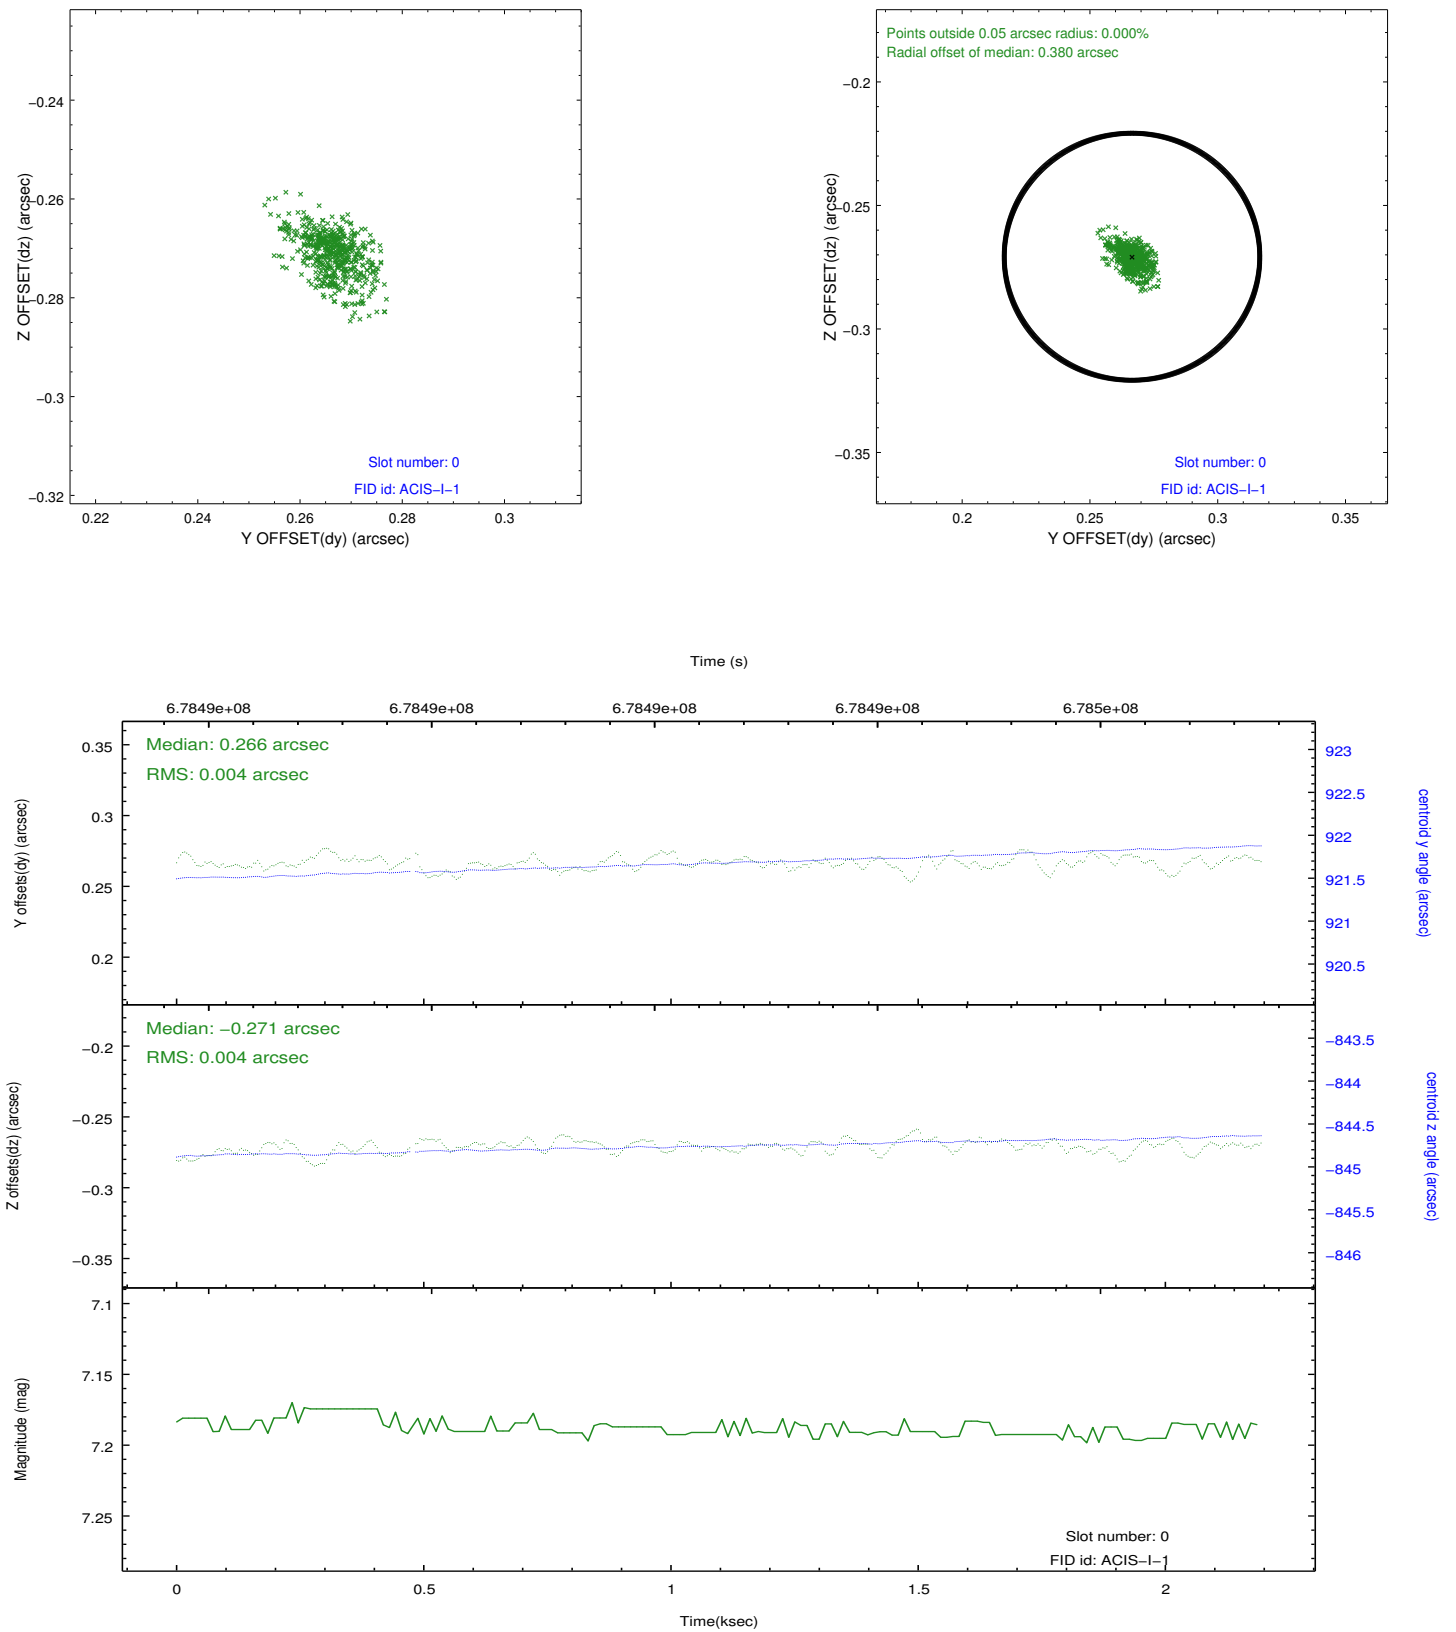 −0.24
−0.26
−0.28
−0.3
−0.32
Z OFFSET(dz) (arcsec)
Slot number: 0
FID id: ACIS−I−1
0.22 0.24 0.26 0.28 0.3
Y OFFSET(dy) (arcsec)
Points outside 0.05 arcsec radius: 0.000%
Radial offset of median: 0.380 arcsec
−0.2
−0.25
−0.3
−0.35
Z OFFSET(dz) (arcsec)
Slot number: 0
FID id: ACIS−I−1
0.2 0.25 0.3 0.35
Y OFFSET(dy) (arcsec)
Time (s)
6.7849e+08 6.7849e+08 6.7849e+08 6.7849e+08 6.785e+08
Median: 0.266 arcsec
RMS: 0.004 arcsec
0.35
0.3
0.25
0.2
Y offsets(dy) (arcsec)
923
922.5
922
921.5
921
920.5
centroid y angle (arcsec)
Median: −0.271 arcsec
RMS: 0.004 arcsec
−0.2
−0.25
−0.3
−0.35
Z offsets(dz) (arcsec)
−843.5
−844
−844.5
−845
−845.5
−846
centroid z angle (arcsec)
7.1
7.15
7.2
7.25
Magnitude (mag)
Slot number: 0
FID id: ACIS−I−1
0 0.5 1 1.5 2
Time(ksec)